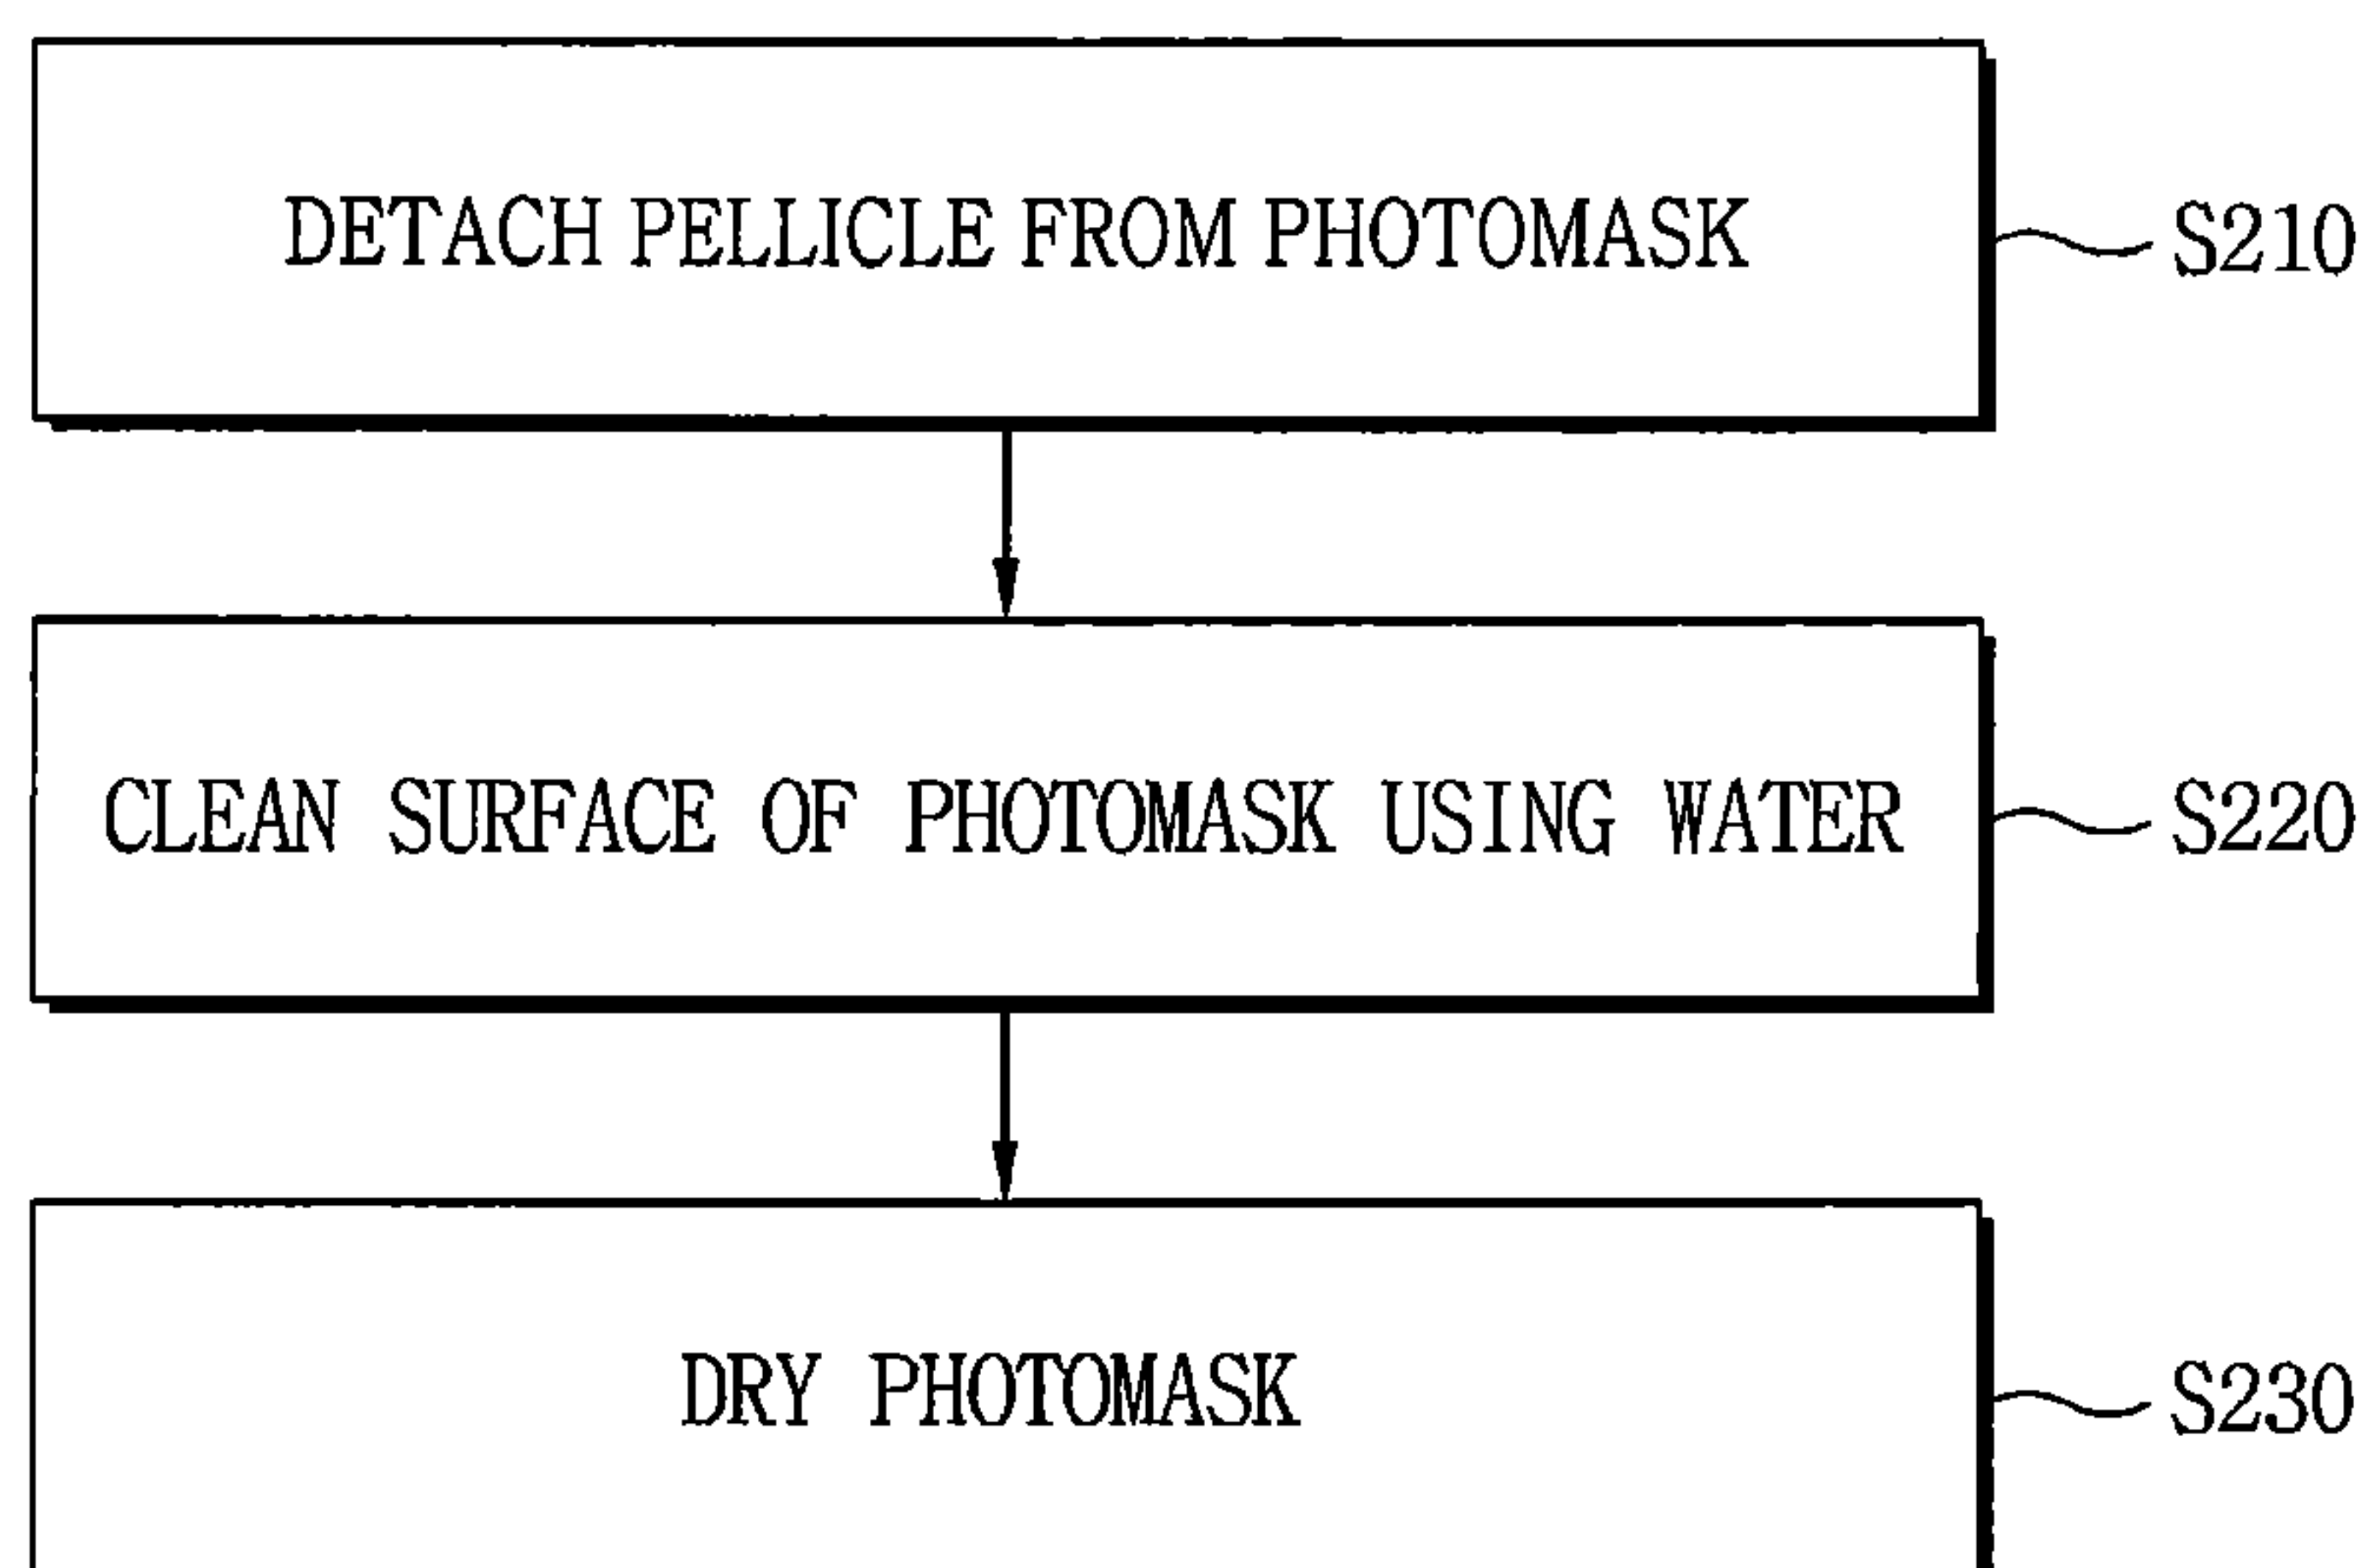 DETACH PELLICLE FROM PHOTOMASK
S210
CLEAN SURFACE OF PHOTOMASK USING WATER
S220
DRY PHOTOMASK
S230